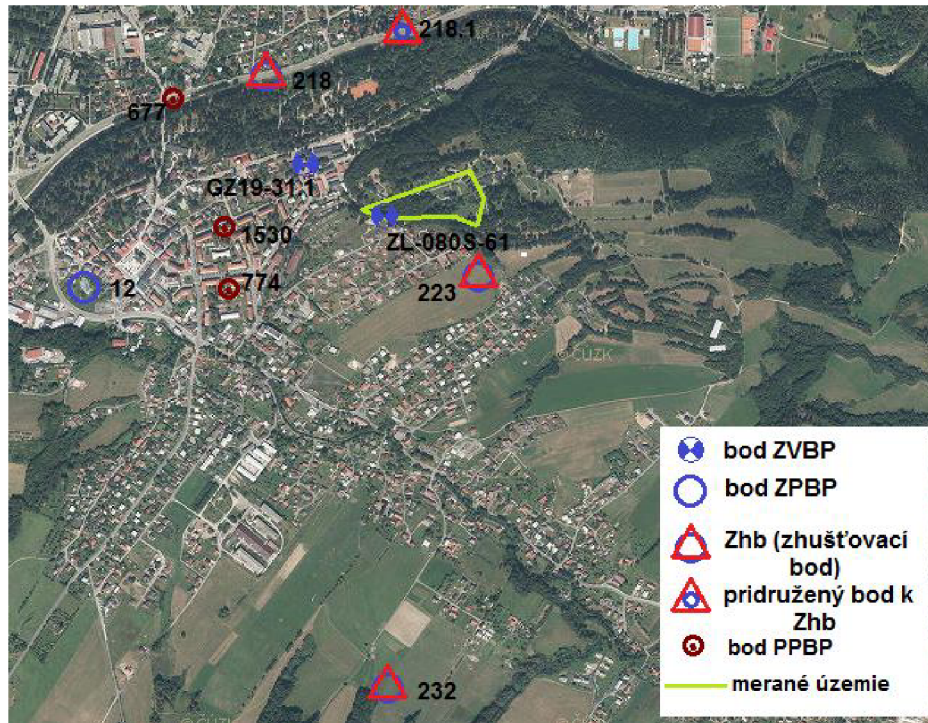 218.1
218
677
GZ19-31.1
1530
ZL-080S-61
12
774
223
© ČÚZK
bod ZVBP
bod ZPBP
Zhb (zhušťovací
bod)
pridružený bod k
Zhb
bod PPBP
merané územie
232